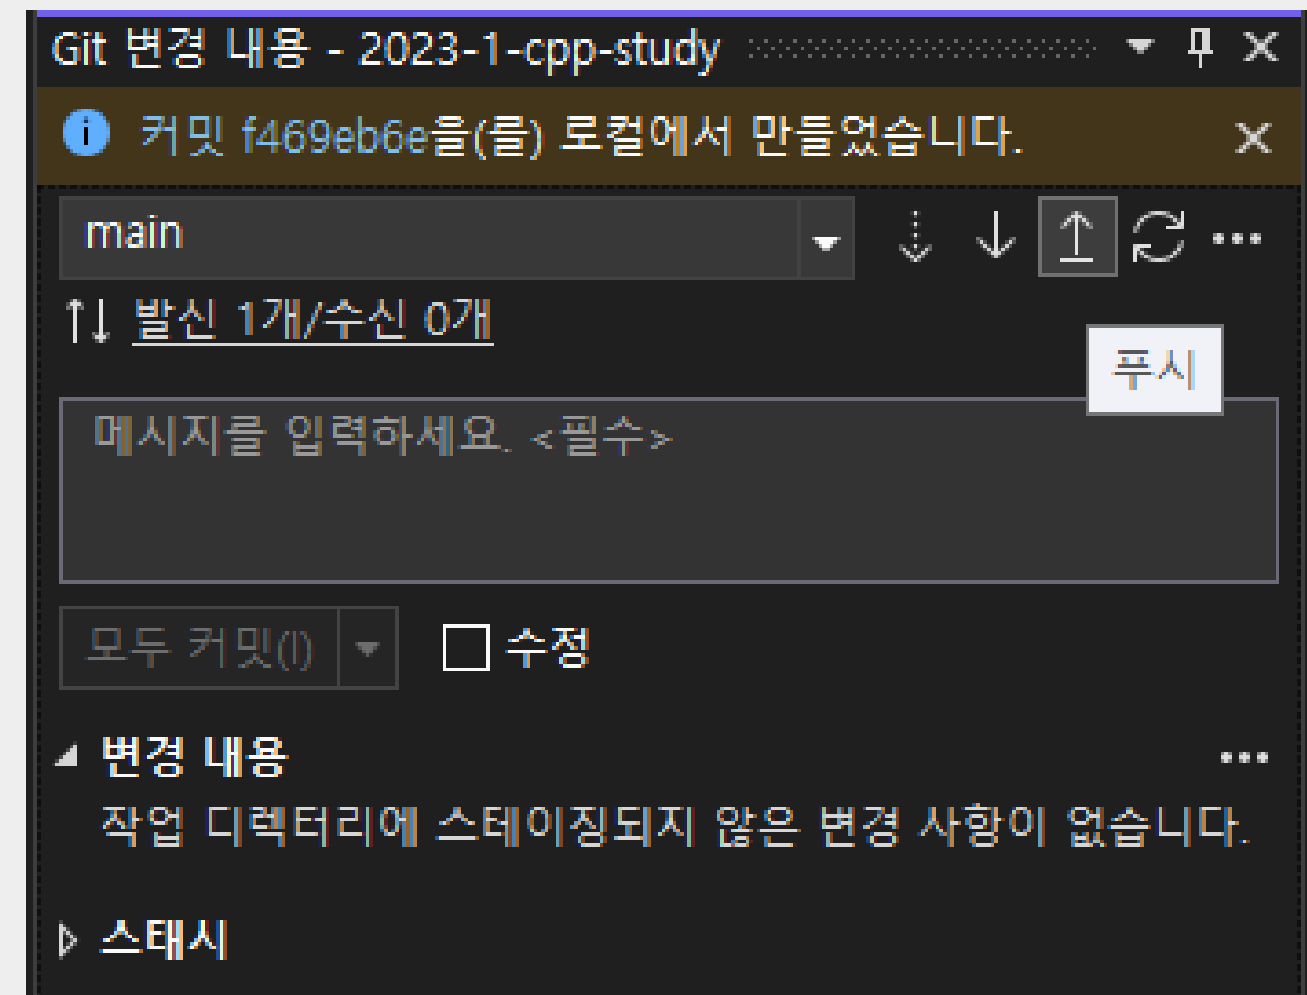 Git 변경 내용 - 2023-1-cpp-study
커밋 f469eb6e을(를) 로컬에서 만들었습니다.
main
발신 1개/수신 0개
푸시
메시지를 입력하세요. <필수>
모두 커밋(I) 수정
변경 내용
작업 디렉터리에 스테이징되지 않은 변경 사항이 없습니다.
스태시